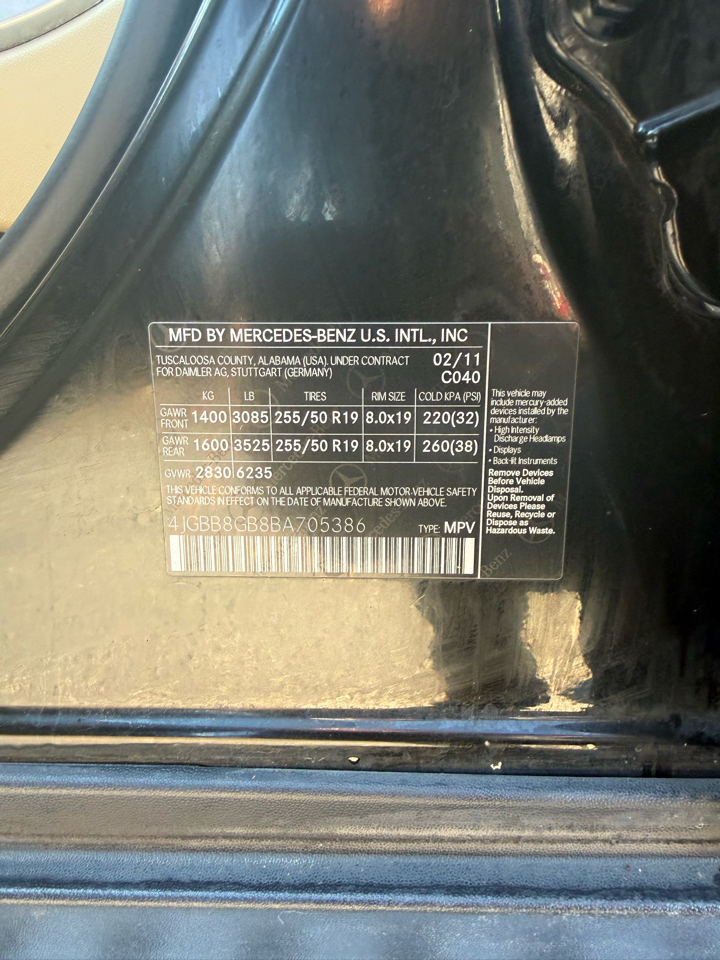 MFD BY MERCEDES-BENZ U.S. INTL., INC
TUSCALOOSA COUNTY, ALABAMA (USA). UNDER CONTRACT
FOR DAIMLER AG, STUTTGART (GERMANY)
02/11
C040
KG LB TIRES RIM SIZE COLD KPA (PSI)
GAWR FRONT 1400 3085 255/50 R19 8.0x19 220(32)
GAWR REAR 1600 3525 255/50 R19 8.0x19 260(38)
GVWR 2830 6235
THIS VEHICLE CONFORMS TO ALL APPLICABLE FEDERAL MOTOR-VEHICLE SAFETY
STANDARDS IN EFFECT ON THE DATE OF MANUFACTURE SHOWN ABOVE.
4JGBB8GB8BA705386 TYPE: MPV
This vehicle may
include mercury-added
devices installed by the
manufacturer:
• High Intensity
Discharge Headlamps
• Displays
• Back-lit Instruments
Remove Devices
Before Vehicle
Disposal.
Upon Removal of
Devices Please
Reuse, Recycle or
Dispose as
Hazardous Waste.